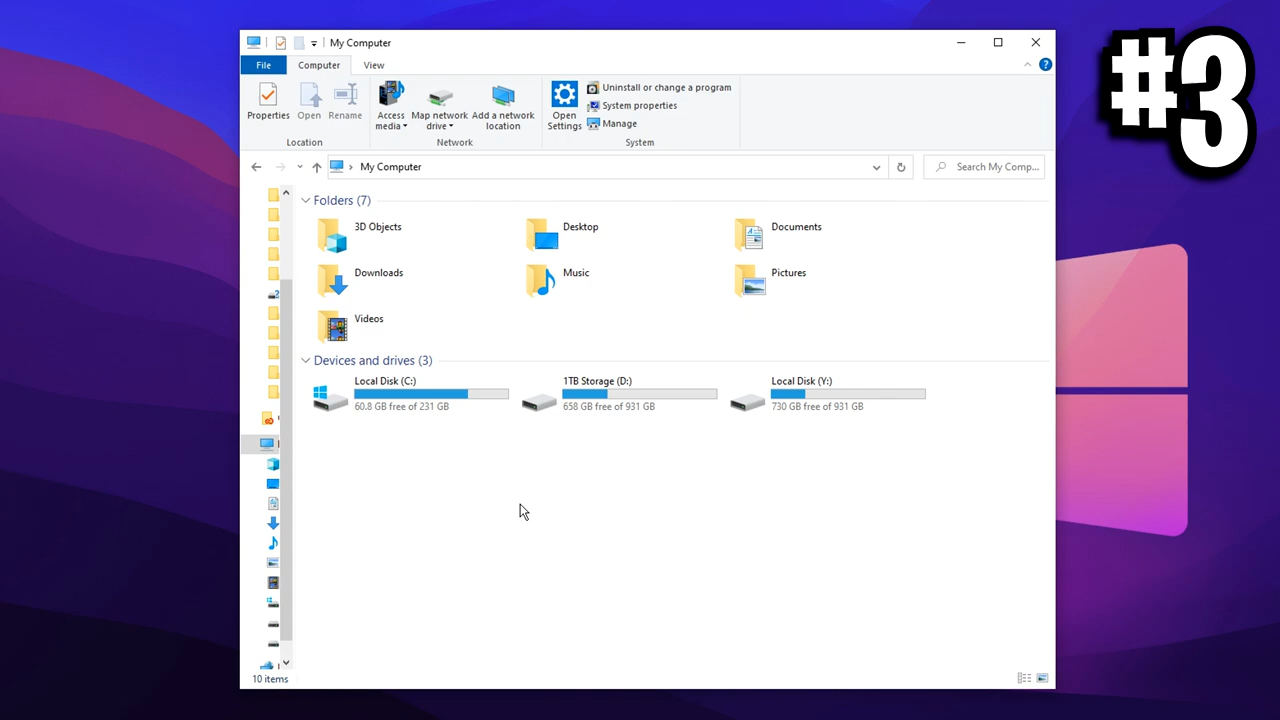 #3
My Computer
File Computer View
Properties Open Rename Access media Map network drive Add a network location Open Settings Uninstall or change a program
System properties
Manage
Location Network System
My Computer Search My Comp...
Folders (7)
3D Objects Desktop Documents
Downloads Music Pictures
Videos
Devices and drives (3)
Local Disk (C:) 1TB Storage (D:) Local Disk (Y:)
60.8 GB free of 231 GB 658 GB free of 931 GB 730 GB free of 931 GB
10 items